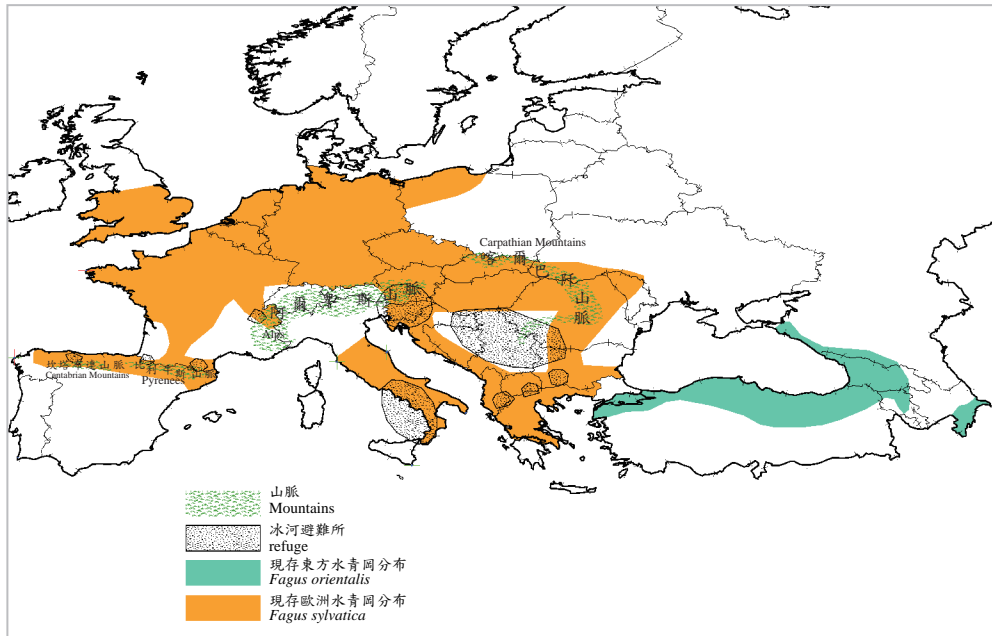 Carpathian Mountains
喀爾巴阡山脈
阿爾卑斯山脈
Alps
坎塔布連山脈
Cantabrian Mountains
比利牛斯山脈
Pyrenees
山脈
Mountains
冰河避難所
refuge
現存東方水青岡分布
Fagus orientalis
現存歐洲水青岡分布
Fagus sylvatica